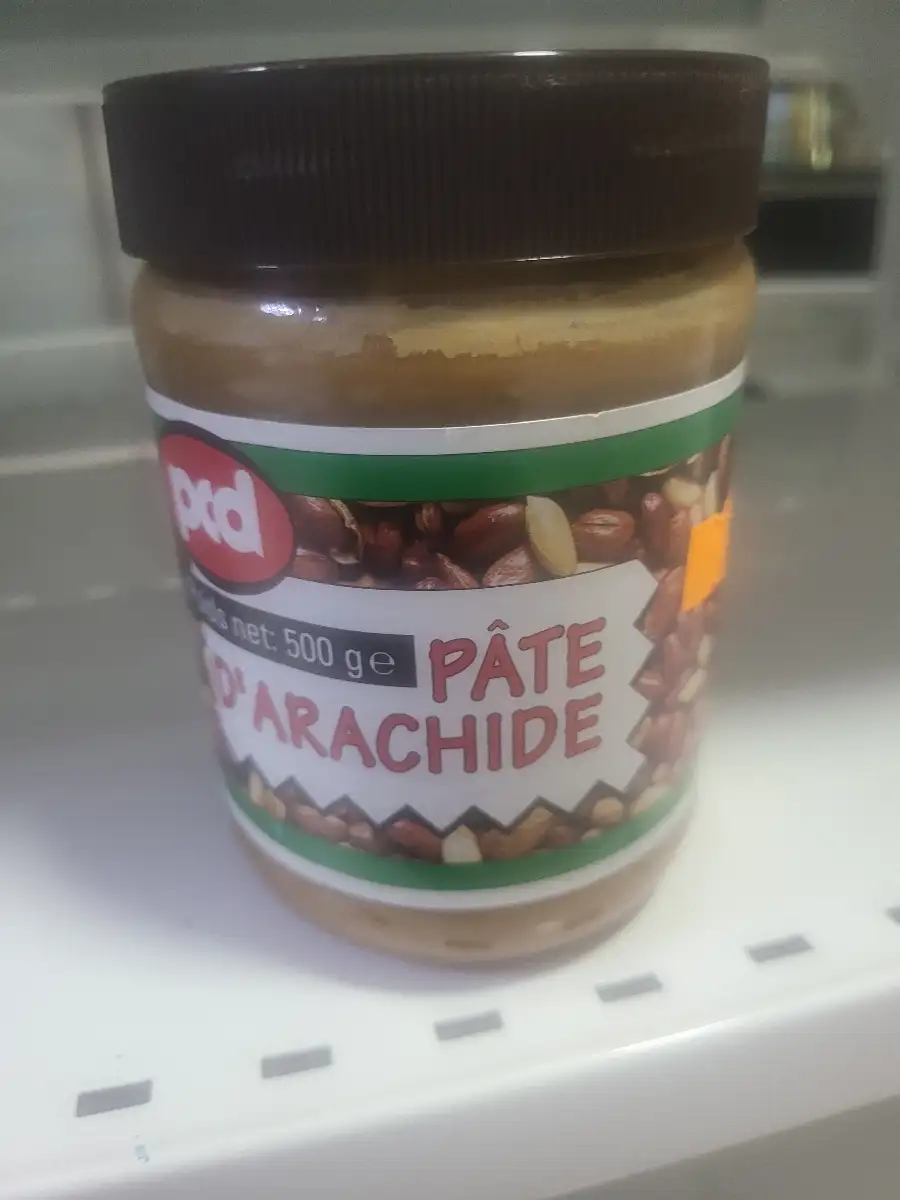 pcd
net: 500 g e
PÂTE
D'ARACHIDE